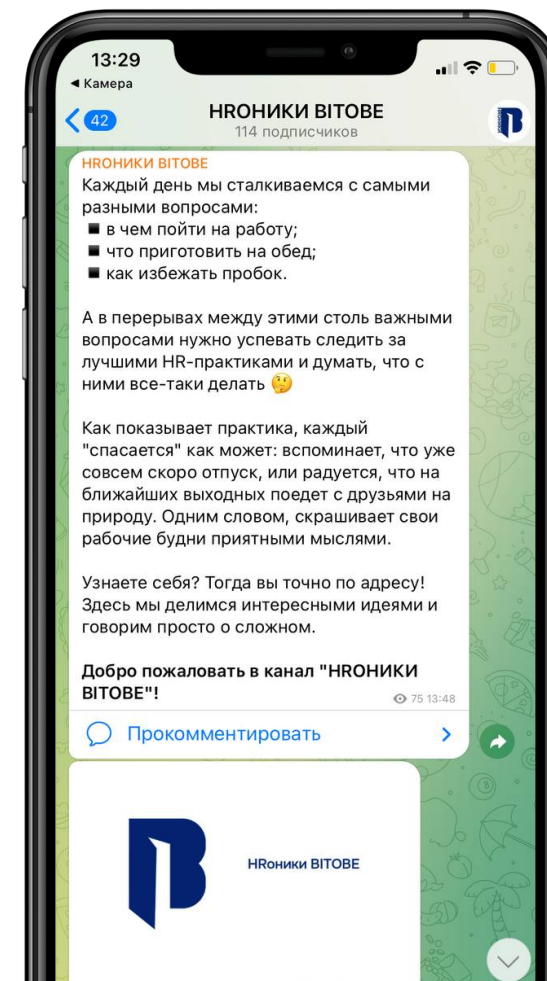 13:29
◀ Камера
42
HRОНИКИ BITOBE
114 подписчиков
HRОНИКИ BITOBE
Каждый день мы сталкиваемся с самыми
разными вопросами:
◾ в чем пойти на работу;
◾ что приготовить на обед;
◾ как избежать пробок.
А в перерывах между этими столь важными
вопросами нужно успевать следить за
лучшими HR-практиками и думать, что с
ними все-таки делать 🤔
Как показывает практика, каждый
"спасается" как может: вспоминает, что уже
совсем скоро отпуск, или радуется, что на
ближайших выходных поедет с друзьями на
природу. Одним словом, скрашивает свои
рабочие будни приятными мыслями.
Узнаете себя? Тогда вы точно по адресу!
Здесь мы делимся интересными идеями и
говорим просто о сложном.
Добро пожаловать в канал "HRОНИКИ
BITOBE"!
75 13:48
Прокомментировать
HRоники BITOBE